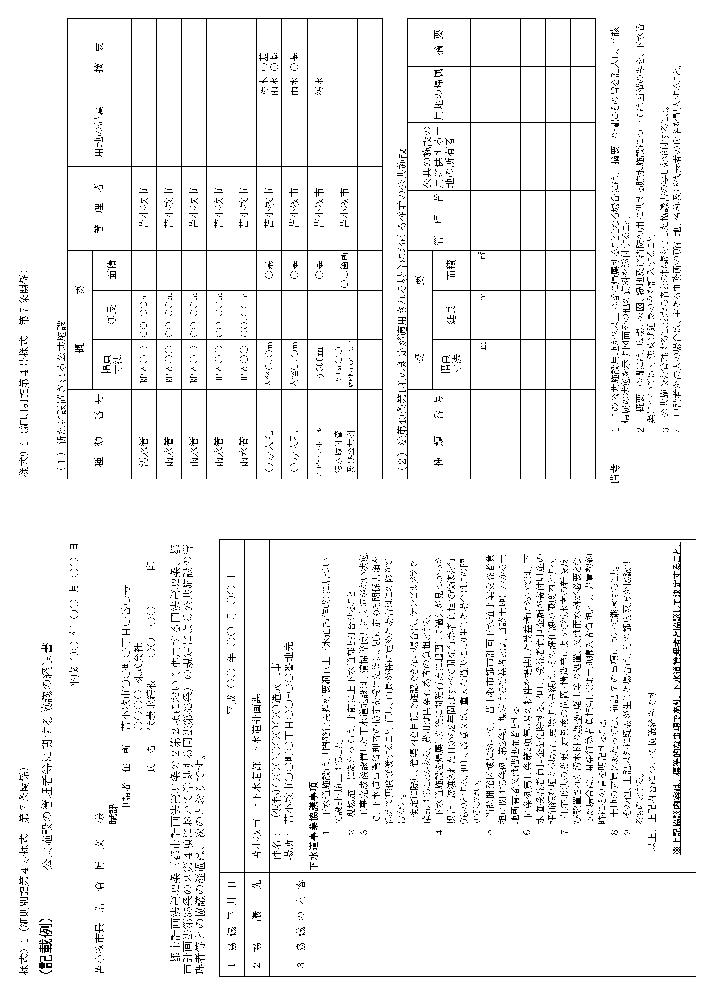 様式9-1（細則別記第４号様式　第７条関係）
（記載例）
公共施設の管理者等に関する協議の経過書
平成 〇〇 年 〇〇 月 〇〇 日
苫小牧市長　岩　倉　博　文　様
賦課
申請者　住　所　苫小牧市〇〇町〇丁目〇番〇号
〇〇〇〇 株式会社
氏　名　代表取締役　〇〇　〇〇　印
都市計画法第32条（都市計画法第34条の２第２項において準用する同法第32条、都
市計画法第35条の２第４項において準拠する同法第32条）の規定による公共施設の管
理者等との協議の経過は、次のとおりです。
1　協 議 年 月 日　平成 〇〇 年 〇〇 月 〇〇 日
2　協　議　先　苫小牧市 上下水道部 下水道計画課
3　協 議 の 内 容
件名：　（仮称）〇〇〇〇〇〇〇〇造成工事
場所：　苫小牧市〇〇町〇丁目〇〇-〇〇番地先
下水道事業協議事項
1　下水道施設は、「開発行為指導要綱」（上下水道部作成）に基づい
て設計・施工すること。
2　現場施工にあたっては、事前に上下水道部と打合せること。
3　工事完成後設置した下水道施設は、清掃等使用に支障がない状態
で、下水道事業管理者の検定を受けた後に、別に定める関係書類を
添えて無償譲渡すること。但し、市長が特に定めた場合はこの限りで
はない。
検定に際し、管渠内を目視で確認できない場合は、テレビカメラで
確認することがある。費用は開発行為者の負担とする。
4　下水道施設を帰属した後に開発行為に起因して過失が見つかった
場合、譲渡された日から2年間はすべて開発行為者負担で改修を行
うものとする。但し、故意又は、重大な過失により生じた場合はこの限
りではない。
5　当該開発区域において、「苫小牧市都市計画下水道事業受益者負
担に関する条例」第2条に規定する受益者とは、当該土地にかかる土
地所有者又は借地権者とする。
6　同条例第11条第2項第5号の物件を提供した受益者においては、下
水道受益者負担金を免除する。但し、受益者負担金額が寄付財産の
評価額を超える場合、免除する金額は、その評価額の限度内とする。
7　住宅形状の変更、建築物の位置・構造等によって汚水桝の新設及
び設置された汚水桝の改築・廃止等の処置、又は雨水桝が必要とな
った場合は、開発行為者負担もしくは土地購入者負担とし、売買契約
時にその旨を明記すること。
8　土地の売買にあたっては、前記７の事項について継承すること。
9　その他、上記以外に疑義が生じた場合は、その都度双方が協議す
るものとする。
以上、上記内容について協議済みです。
※上記協議内容は、標準的な事項であり、下水道管理者と協議して決定すること。
様式9-2（細則別記第４号様式　第７条関係）
（1）新たに設置される公共施設
種　類　番　号　概　要　管　理　者　用地の帰属　摘　要
幅員 寸法　延長　面積
汚水管　RPφ〇〇　〇〇.〇〇m　苫小牧市
雨水管　RPφ〇〇　〇〇.〇〇m　苫小牧市
雨水管　RPφ〇〇　〇〇.〇〇m　苫小牧市
雨水管　HPφ〇〇　〇〇.〇〇m　苫小牧市
雨水管　HPφ〇〇　〇〇.〇〇m　苫小牧市
〇号人孔　内径〇.〇m　〇基　苫小牧市　汚水 〇基 雨水 〇基
〇号人孔　内径〇.〇m　〇基　苫小牧市　雨水 〇基
塩ビマンホール　φ300mm　〇基　苫小牧市　汚水
汚水取付管 及び公共桝　VUφ〇〇 塩ビ桝φ〇〇-〇〇　〇〇箇所　苫小牧市
（2）法第40条第1項の規定が適用される場合における従前の公共施設
種　類　番　号　概　要　管　理　者　公共の施設の用に供する土地の所有者　用地の帰属　摘　要
幅員 寸法　延長　面積
m　m　㎡
備考　1　1の公共施設用地が2以上の者に帰属することとなる場合には、「摘要」の欄にその旨を記入し、当該
帰属の状態を示す図面その他の資料を添付すること。
2　「概要」の欄には、広場、公園、緑地及び消防の用に供する貯水施設については面積のみを、下水管
渠については寸法及び延長のみを記入すること。
3　公共施設を管理することとなる者との協議を了した協議書の写しを添付すること。
4　申請者が法人の場合は、主たる事務所の所在地、名称及び代表者の氏名を記入すること。